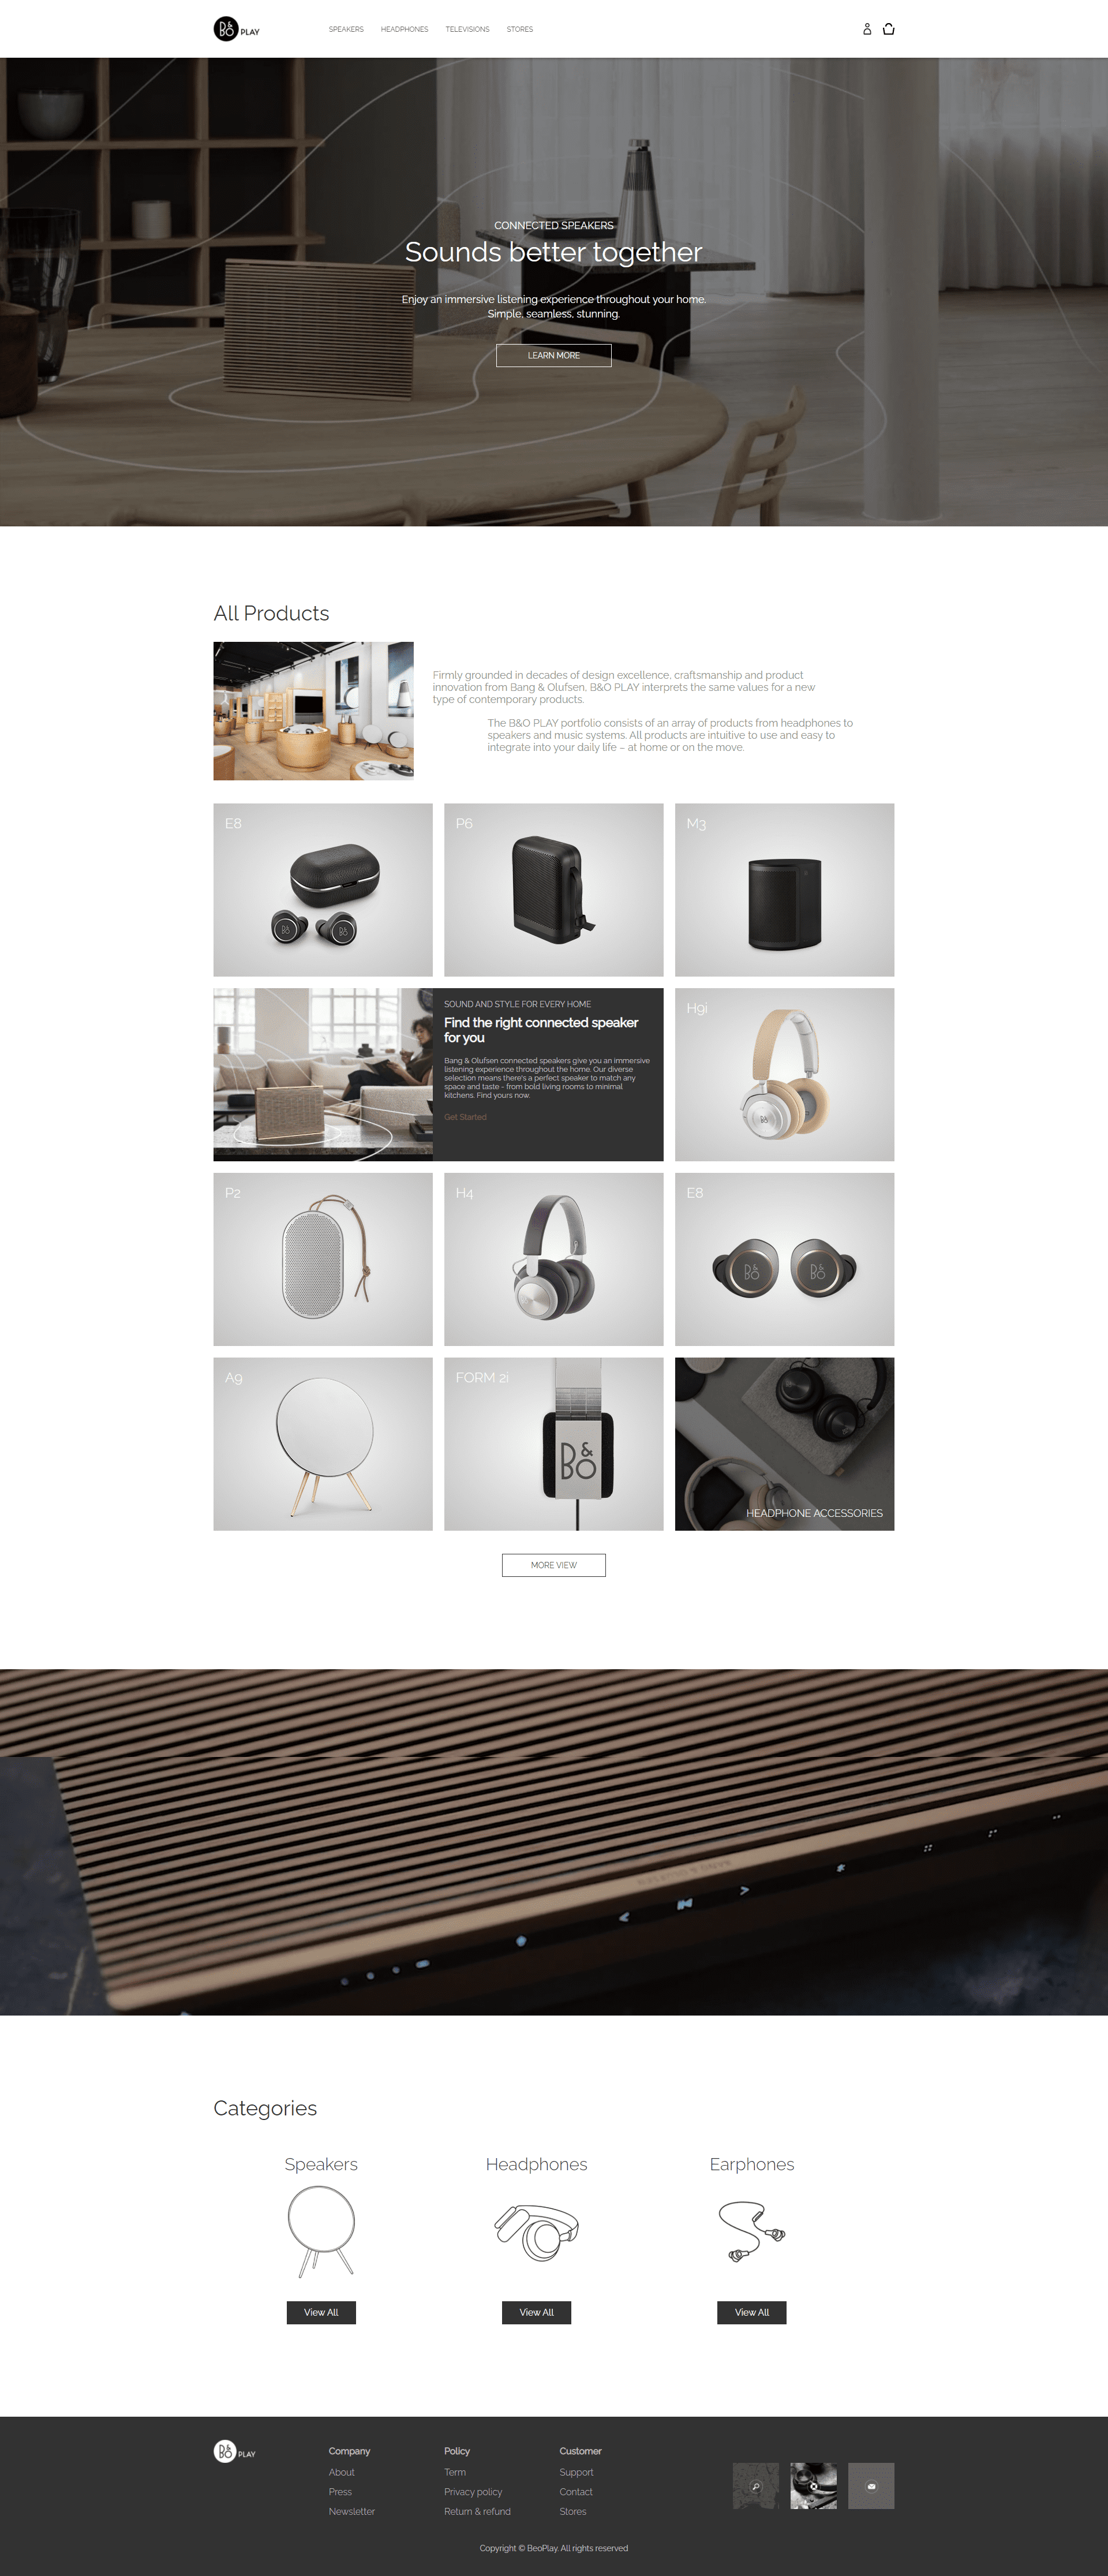 B&O PLAY
SPEAKERS HEADPHONES TELEVISIONS STORES
CONNECTED SPEAKERS
Sounds better together
Enjoy an immersive listening experience throughout your home.
Simple, seamless, stunning.
LEARN MORE
All Products
Firmly grounded in decades of design excellence, craftsmanship and product
innovation from Bang & Olufsen, B&O PLAY interprets the same values for a new
type of contemporary products.
The B&O PLAY portfolio consists of an array of products from headphones to
speakers and music systems. All products are intuitive to use and easy to
integrate into your daily life – at home or on the move.
E8
B&O
B&O
P6
M3
SOUND AND STYLE FOR EVERY HOME
Find the right connected speaker
for you
Bang & Olufsen connected speakers give you an immersive
listening experience throughout the home. Our diverse
selection means there's a perfect speaker to match any
space and taste - from bold living rooms to minimal
kitchens. Find yours now.
Get Started
H9i
B&O
P2
H4
E8
B&O
B&O
A9
FORM 2i
B&O
HEADPHONE ACCESSORIES
MORE VIEW
Categories
Speakers
Headphones
Earphones
View All
View All
View All
B&O PLAY
Company
About
Press
Newsletter
Policy
Term
Privacy policy
Return & refund
Customer
Support
Contact
Stores
Copyright © BeoPlay. All rights reserved